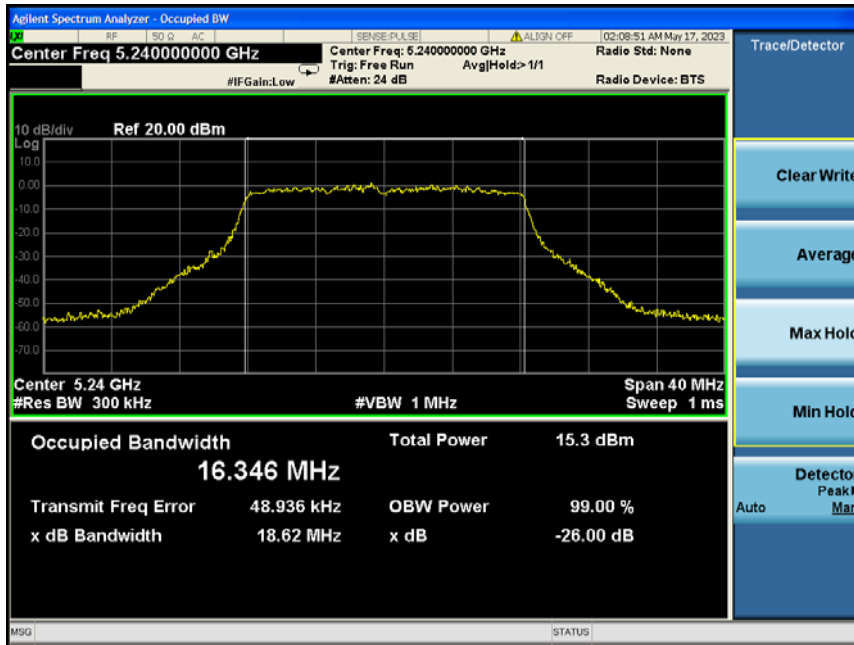 Agilent Spectrum Analyzer - Occupied BW
RF 50 Ω AC SENSE:PULSE ALIGN OFF 02:08:51 AM May 17, 2023
Center Freq 5.240000000 GHz
Center Freq: 5.240000000 GHz
Radio Std: None
Trig: Free Run Avg|Hold:> 1/1
#IFGain:Low #Atten: 24 dB Radio Device: BTS
10 dB/div Ref 20.00 dBm
Log
10.0
0.00
-10.0
-20.0
-30.0
-40.0
-50.0
-60.0
-70.0
Center 5.24 GHz Span 40 MHz
#Res BW 300 kHz #VBW 1 MHz Sweep 1 ms
Occupied Bandwidth Total Power 15.3 dBm
16.346 MHz
Transmit Freq Error 48.936 kHz OBW Power 99.00 %
x dB Bandwidth 18.62 MHz x dB -26.00 dB
MSG STATUS
Trace/Detector
Clear Write
Average
Max Hold
Min Hold
Detector
Peak
Auto Man